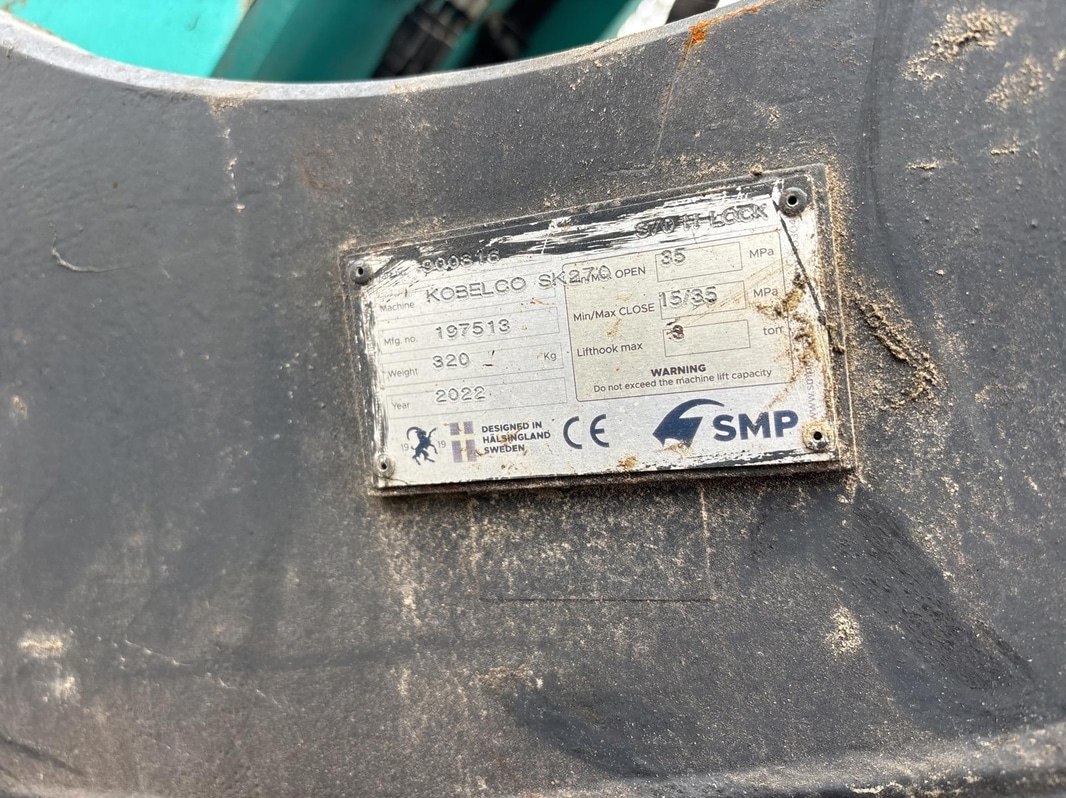 900816 S70 H-LOCK
Machine KOBELCO SK270
Mfg. no. 197513
Weight 320 Kg
Year 2022
Min/Max OPEN 35 MPa
Min/Max CLOSE 15/35 MPa
Lifthook max 8 ton
WARNING
Do not exceed the machine lift capacity
19 19
H
DESIGNED IN
HÄLSINGLAND
SWEDEN
CE
SMP